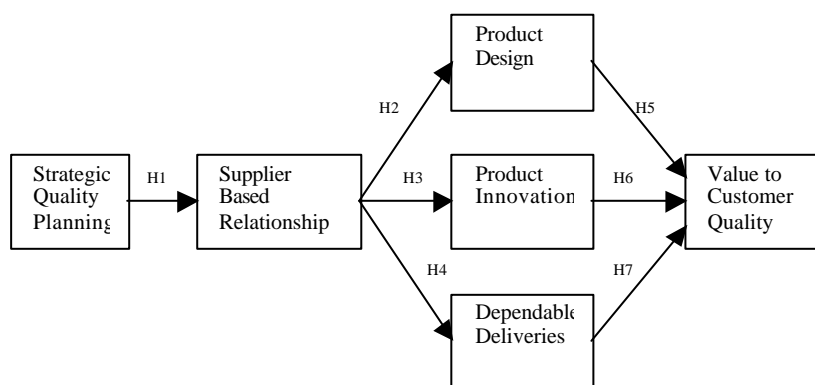 Product
Design
H2
H5
Strategic
Quality
Planning
H1
Supplier
Based
Relationship
H3
Product
Innovation
H6
Value to
Customer
Quality
H4
H7
Dependable
Deliveries